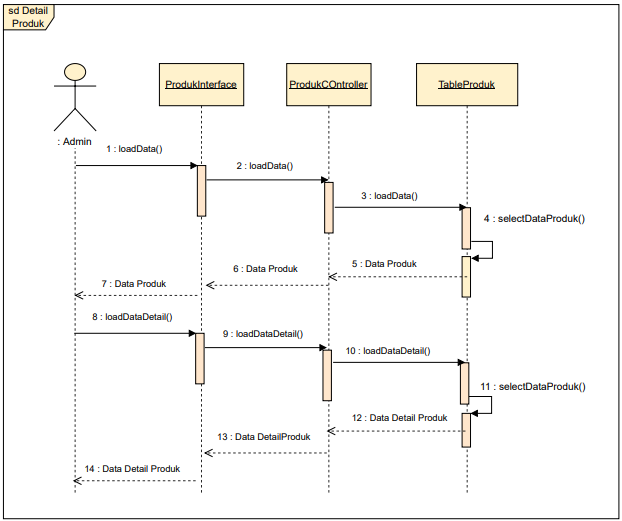 sd Detail
Produk
ProdukInterface
ProdukCOntroller
TableProduk
: Admin
1 : loadData()
2 : loadData()
3 : loadData()
4 : selectDataProduk()
5 : Data Produk
6 : Data Produk
7 : Data Produk
8 : loadDataDetail()
9 : loadDataDetail()
10 : loadDataDetail()
11 : selectDataProduk()
12 : Data Detail Produk
13 : Data DetailProduk
14 : Data Detail Produk